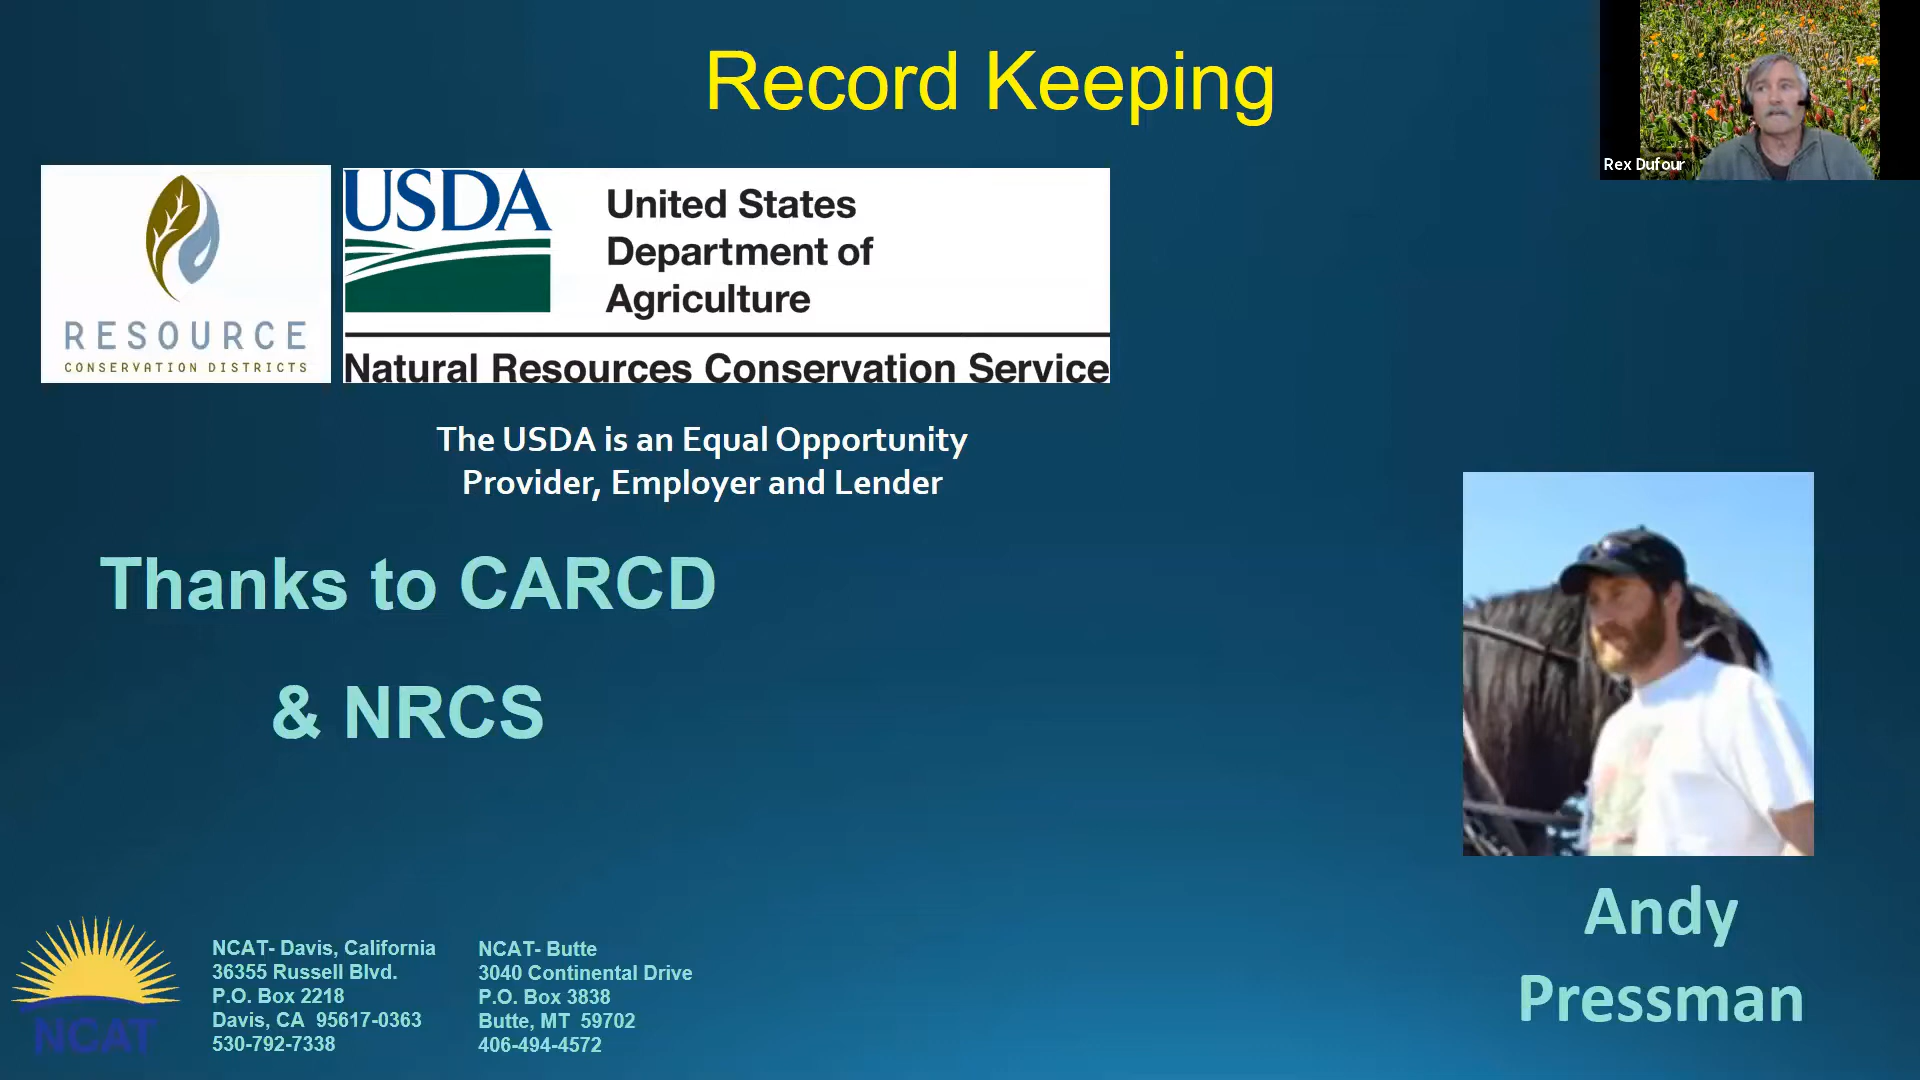 Record Keeping
Rex Dufour
RESOURCE
CONSERVATION DISTRICTS
USDA
United States
Department of
Agriculture
Natural Resources Conservation Service
The USDA is an Equal Opportunity
Provider, Employer and Lender
Thanks to CARCD
& NRCS
Andy
Pressman
NCAT
NCAT- Davis, California
36355 Russell Blvd.
P.O. Box 2218
Davis, CA 95617-0363
530-792-7338
NCAT- Butte
3040 Continental Drive
P.O. Box 3838
Butte, MT 59702
406-494-4572